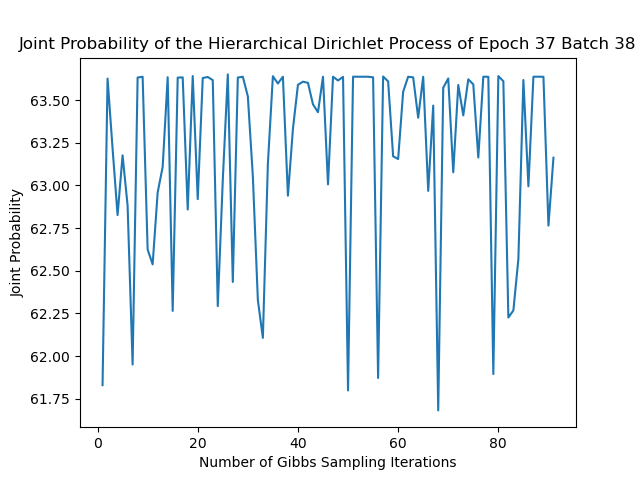 Joint Probability of the Hierarchical Dirichlet Process of Epoch 37 Batch 38
63.50
63.25
63.00
62.75
62.50
62.25
62.00
61.75
Joint Probability
0 20 40 60 80
Number of Gibbs Sampling Iterations